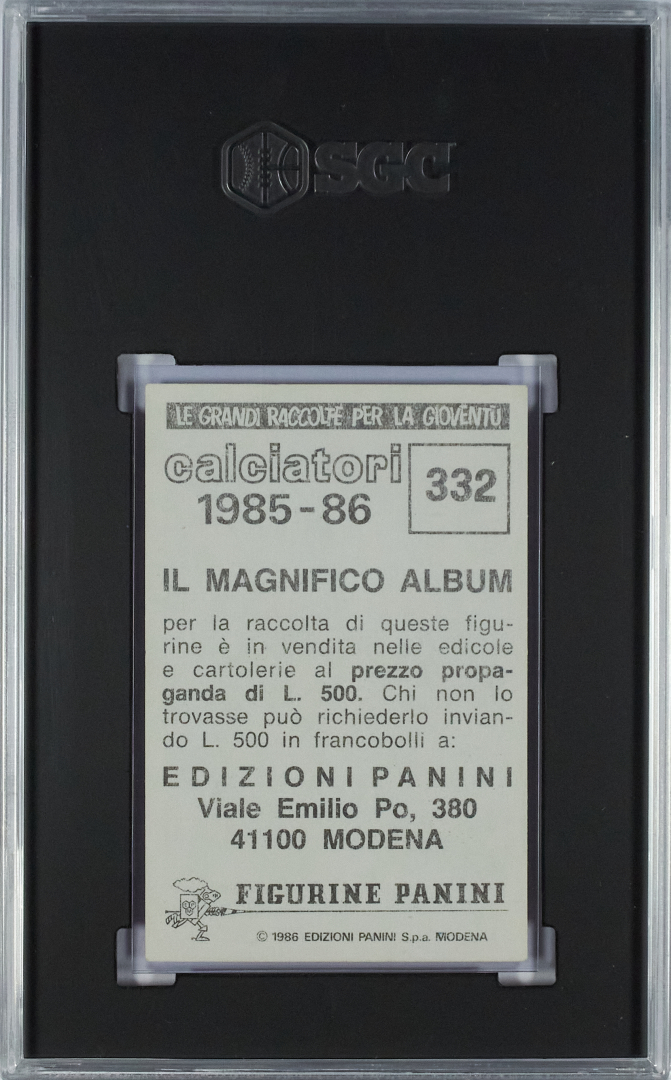 SGC
LE GRANDI RACCOLTE PER LA GIOVENTÙ
calciatori
1985-86
332
IL MAGNIFICO ALBUM
per la raccolta di queste figu-
rine è in vendita nelle edicole
e cartolerie al prezzo propa-
ganda di L. 500. Chi non lo
trovasse può richiederlo invian-
do L. 500 in francobolli a:
EDIZIONI PANINI
Viale Emilio Po, 380
41100 MODENA
FIGURINE PANINI
© 1986 EDIZIONI PANINI S.p.a. MODENA